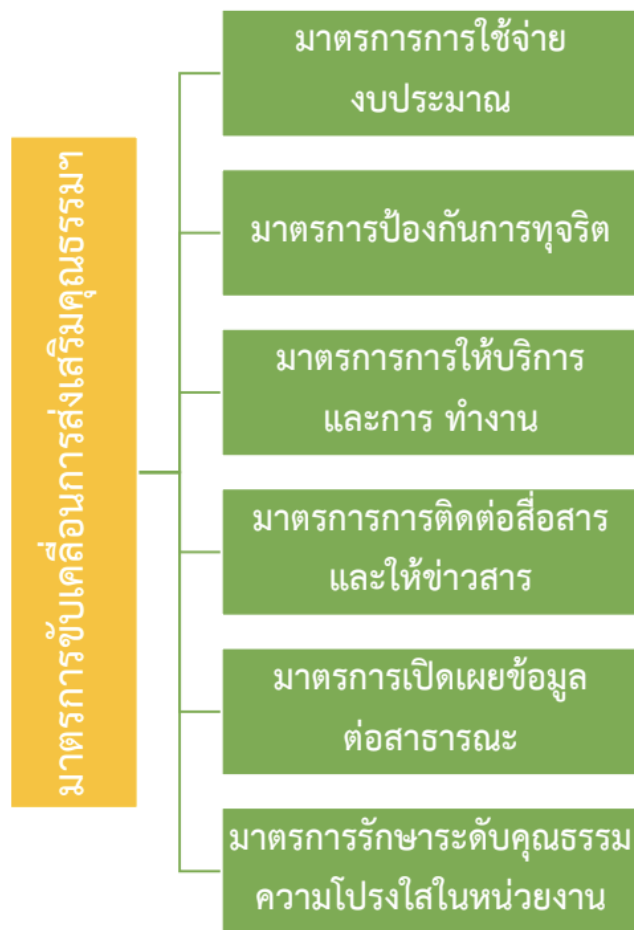 มาตรการขับเคลื่อนการส่งเสริมคุณธรรมฯ
มาตรการการใช้จ่าย
งบประมาณ
มาตรการป้องกันการทุจริต
มาตรการการให้บริการ
และการ ทำงาน
มาตรการการติดต่อสื่อสาร
และให้ข่าวสาร
มาตรการเปิดเผยข้อมูล
ต่อสาธารณะ
มาตรการรักษาระดับคุณธรรม
ความโปรงใสในหน่วยงาน